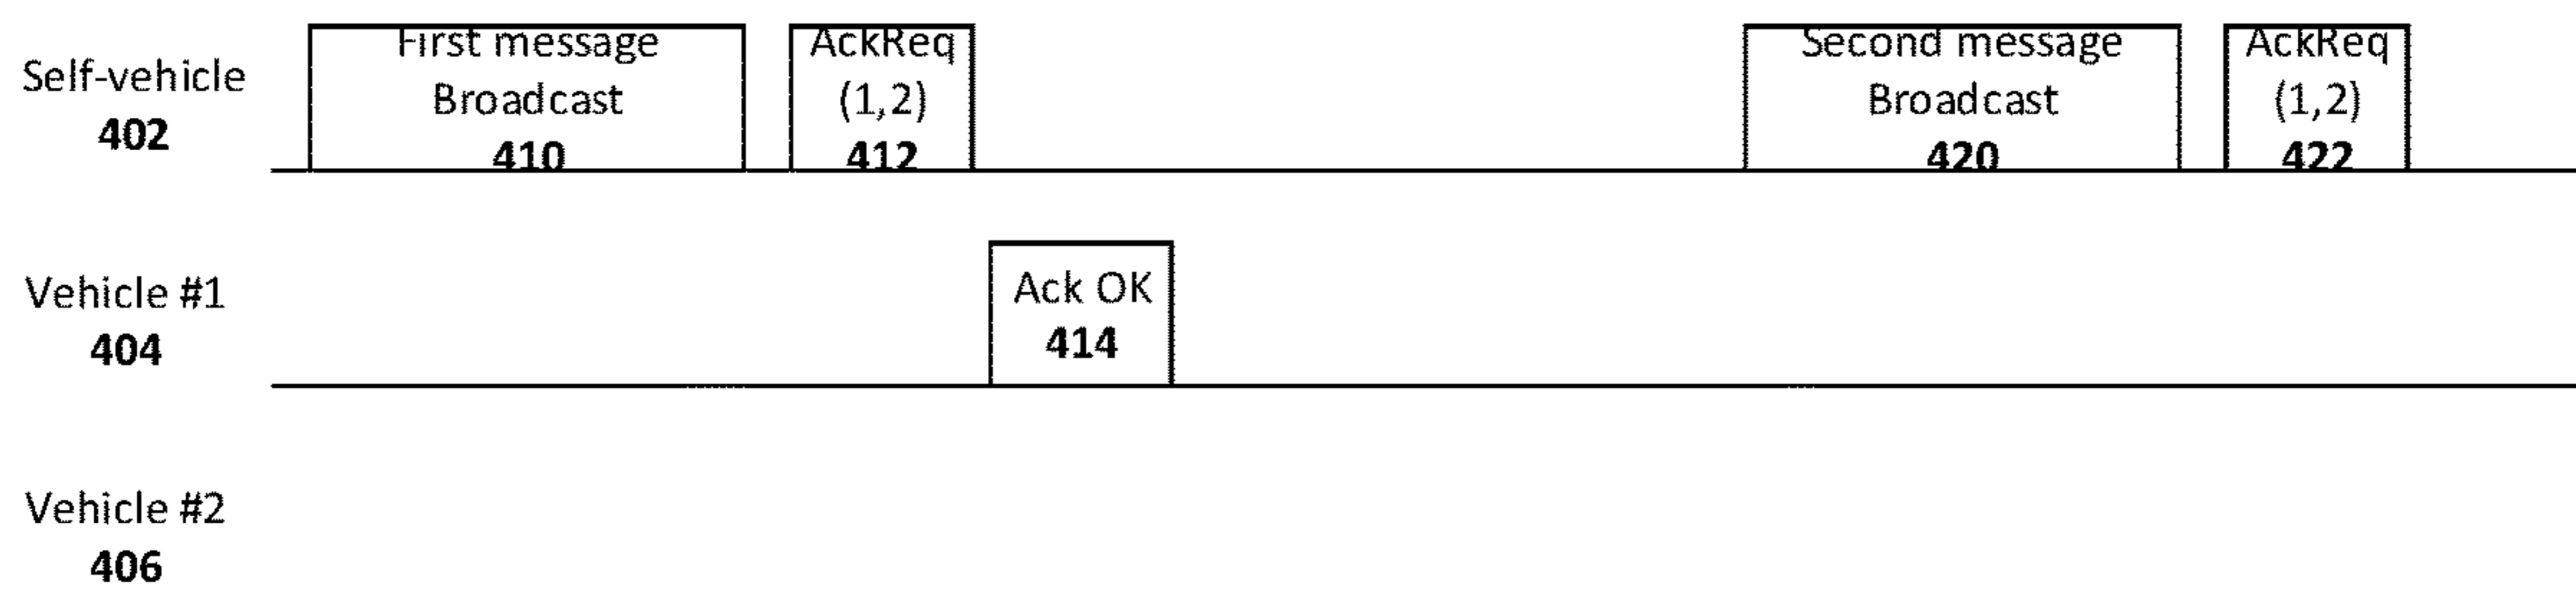 Self-vehicle
402
First message
Broadcast
410
AckReq
(1,2)
412
Second message
Broadcast
420
AckReq
(1,2)
422
Vehicle #1
404
Ack OK
414
Vehicle #2
406